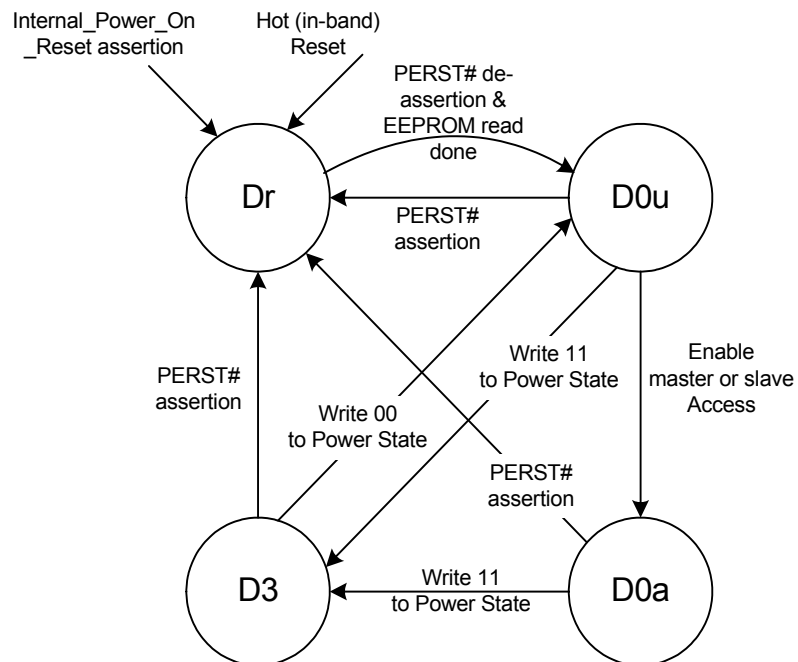 Internal_Power_On
_Reset assertion
Hot (in-band)
Reset
PERST# de-
assertion &
EEPROM read
done
Dr
D0u
PERST#
assertion
Write 11
to Power State
Enable
master or slave
Access
PERST#
assertion
Write 00
to Power State
PERST#
assertion
D3
Write 11
to Power State
D0a